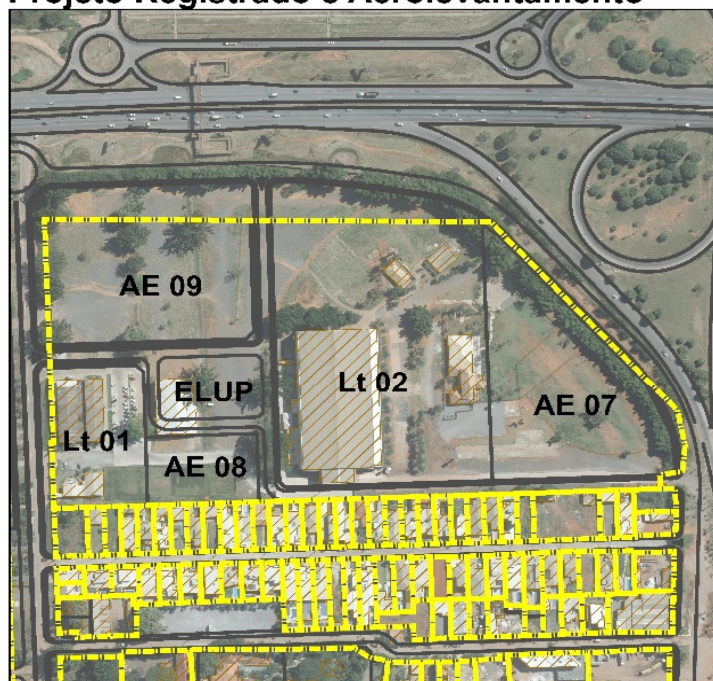 Projeto Registrado e Aerolevantamento
AE 09
ELUP
Lt 02
Lt 01
AE 08
AE 07